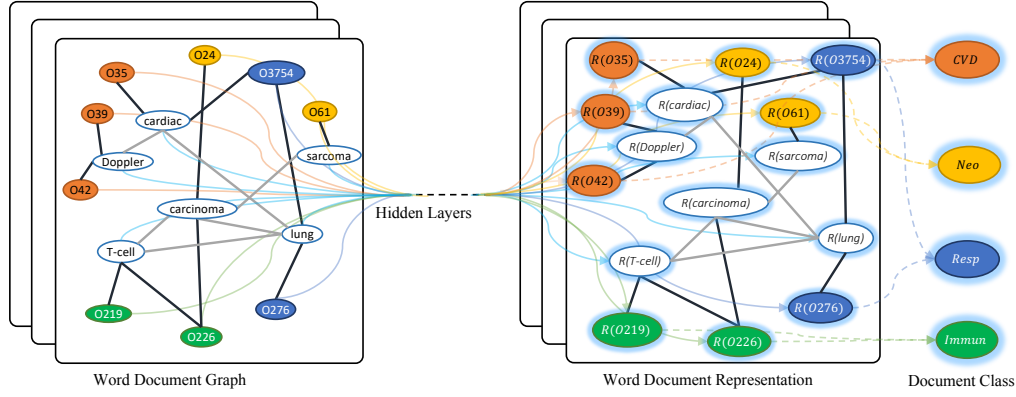 O24
O35
O3754
O39
O61
cardiac
Doppler
sarcoma
O42
carcinoma
T-cell
lung
O219
O276
O226
Word Document Graph
Hidden Layers
R(O35)
R(O24)
R(O3754)
R(cardiac)
R(O39)
R(O61)
R(Doppler)
R(sarcoma)
R(O42)
R(carcinoma)
R(lung)
R(T-cell)
R(O276)
R(O219)
R(O226)
Word Document Representation
CVD
Neo
Resp
Immun
Document Class